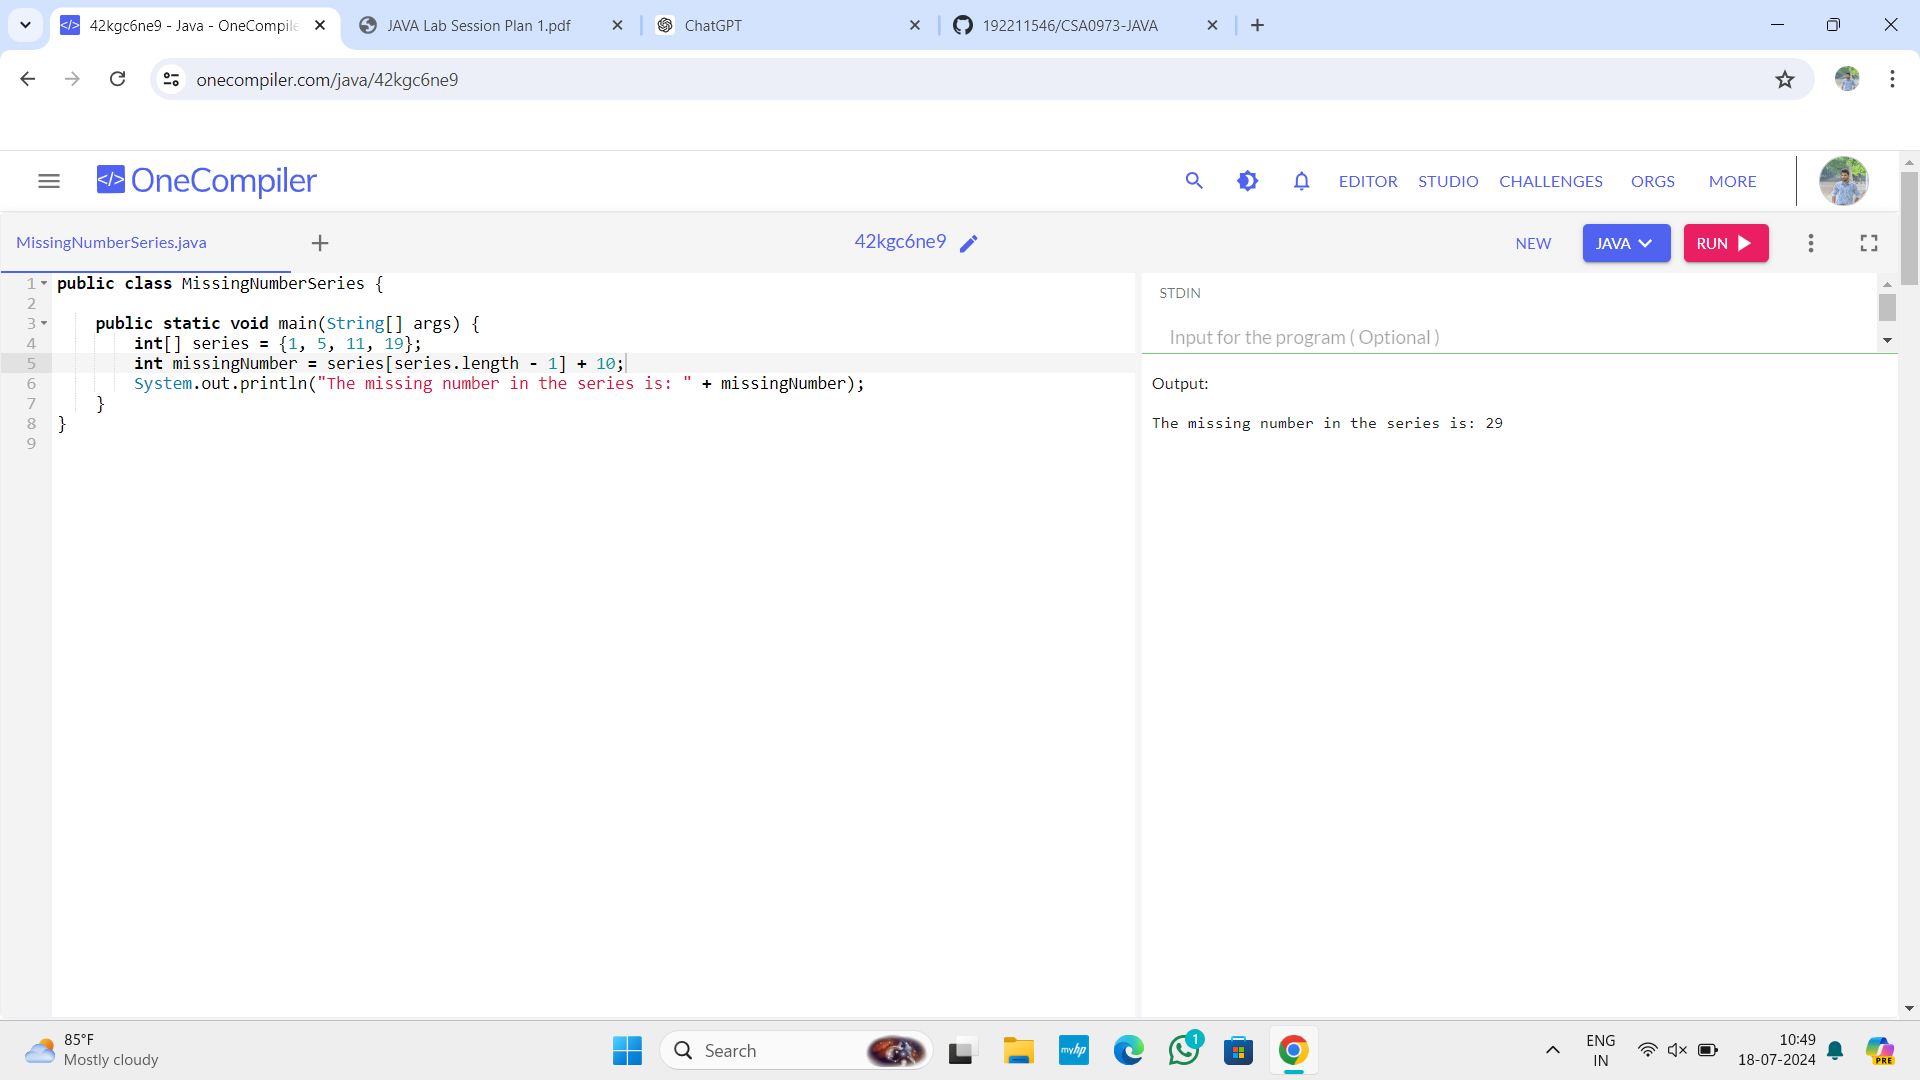 42kgc6ne9 - Java - OneCompile
JAVA Lab Session Plan 1.pdf
ChatGPT
192211546/CSA0973-JAVA
onecompiler.com/java/42kgc6ne9
</> OneCompiler
EDITOR STUDIO CHALLENGES ORGS MORE
MissingNumberSeries.java
42kgc6ne9
NEW JAVA RUN
1 public class MissingNumberSeries {
2
3 public static void main(String[] args) {
4 int[] series = {1, 5, 11, 19};
5 int missingNumber = series[series.length - 1] + 10;
6 System.out.println("The missing number in the series is: " + missingNumber);
7 }
8 }
9
STDIN
Input for the program ( Optional )
Output:
The missing number in the series is: 29
85°F
Mostly cloudy
Search
myhp
1
ENG
IN
10:49
18-07-2024
PRE